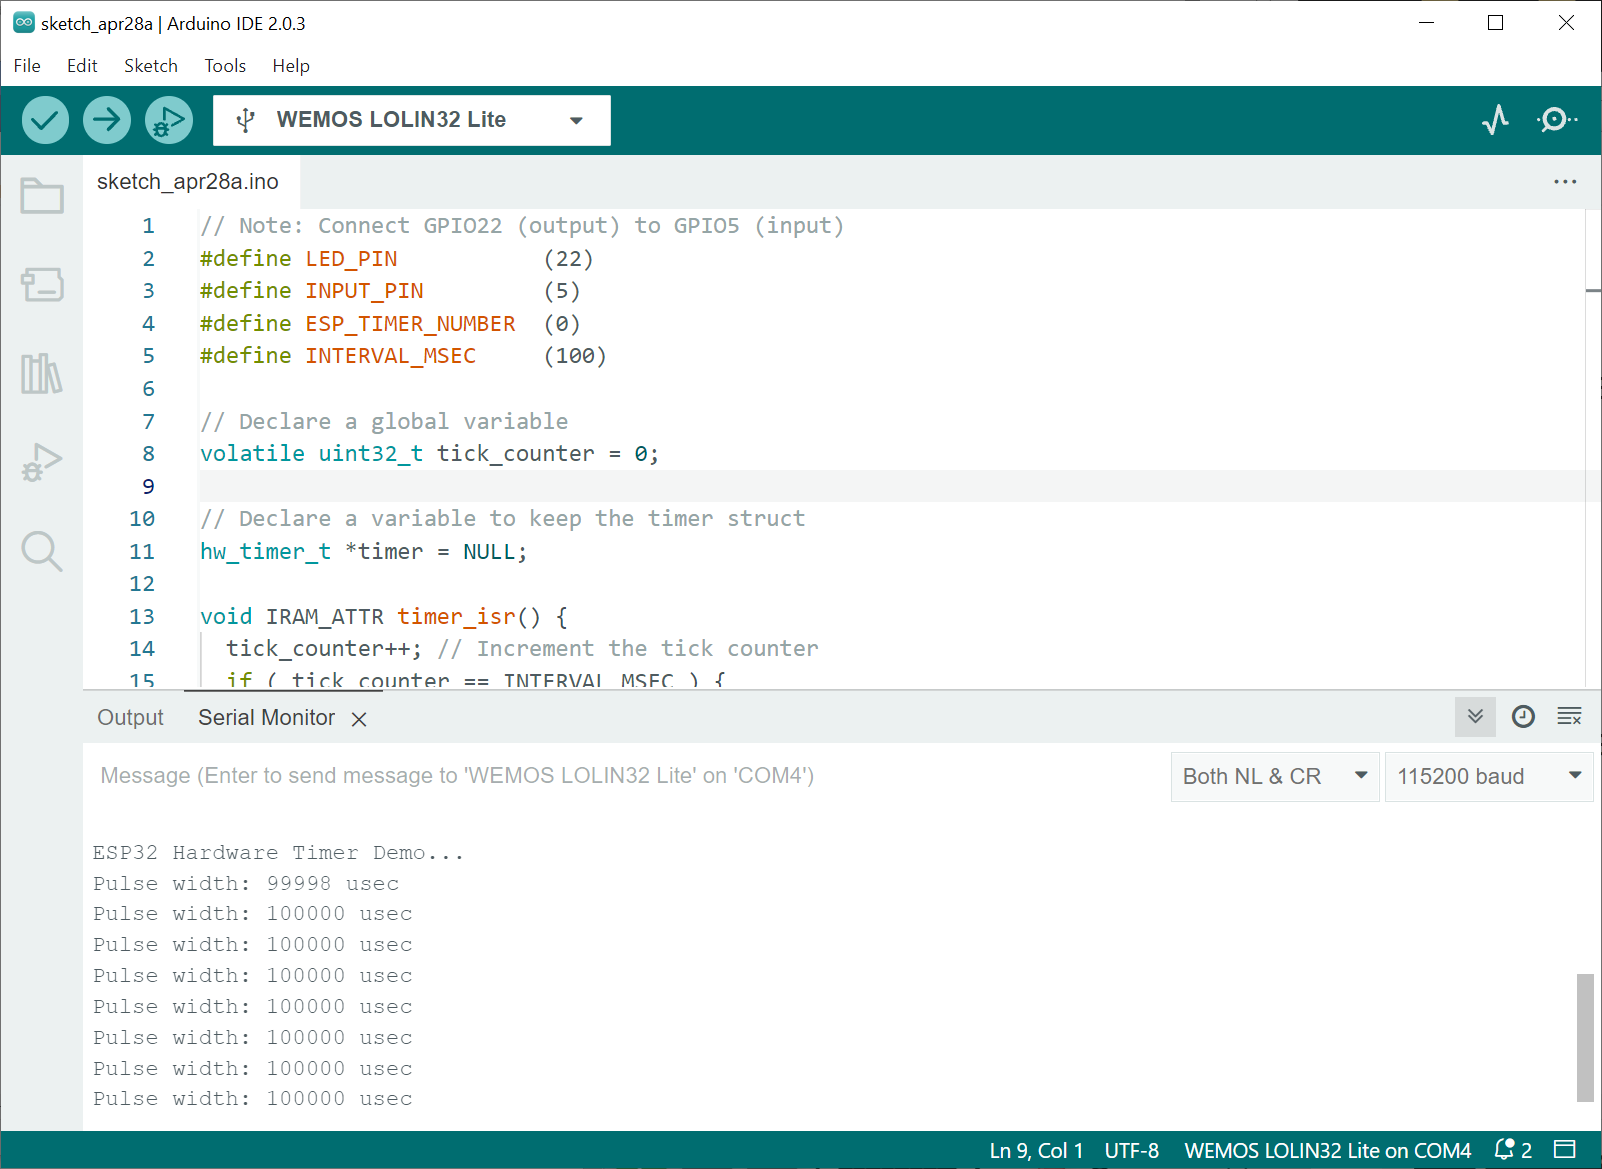 sketch_apr28a | Arduino IDE 2.0.3
File Edit Sketch Tools Help
WEMOS LOLIN32 Lite
sketch_apr28a.ino
1 // Note: Connect GPIO22 (output) to GPIO5 (input)
2 #define LED_PIN (22)
3 #define INPUT_PIN (5)
4 #define ESP_TIMER_NUMBER (0)
5 #define INTERVAL_MSEC (100)
6
7 // Declare a global variable
8 volatile uint32_t tick_counter = 0;
9
10 // Declare a variable to keep the timer struct
11 hw_timer_t *timer = NULL;
12
13 void IRAM_ATTR timer_isr() {
14 tick_counter++; // Increment the tick counter
15 if ( tick_counter == INTERVAL_MSEC ) {
Output Serial Monitor
Message (Enter to send message to 'WEMOS LOLIN32 Lite' on 'COM4') Both NL & CR 115200 baud
ESP32 Hardware Timer Demo...
Pulse width: 99998 usec
Pulse width: 100000 usec
Pulse width: 100000 usec
Pulse width: 100000 usec
Pulse width: 100000 usec
Pulse width: 100000 usec
Pulse width: 100000 usec
Pulse width: 100000 usec
Ln 9, Col 1 UTF-8 WEMOS LOLIN32 Lite on COM4 2